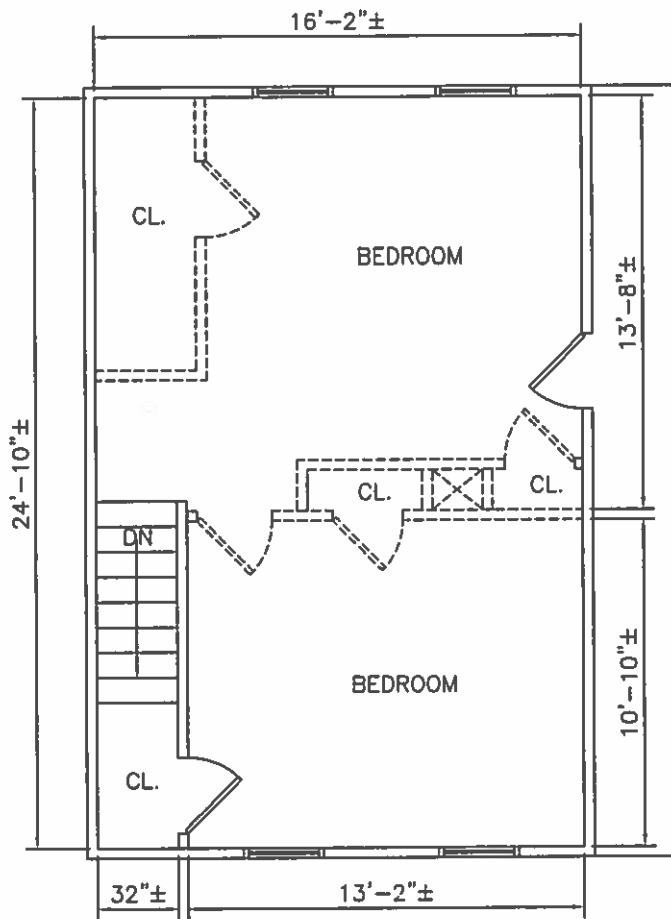 16'-2"±
CL.
BEDROOM
13'-8"±
24'-10"±
CL.
CL.
DN
BEDROOM
10'-10"±
CL.
32"±
13'-2"±